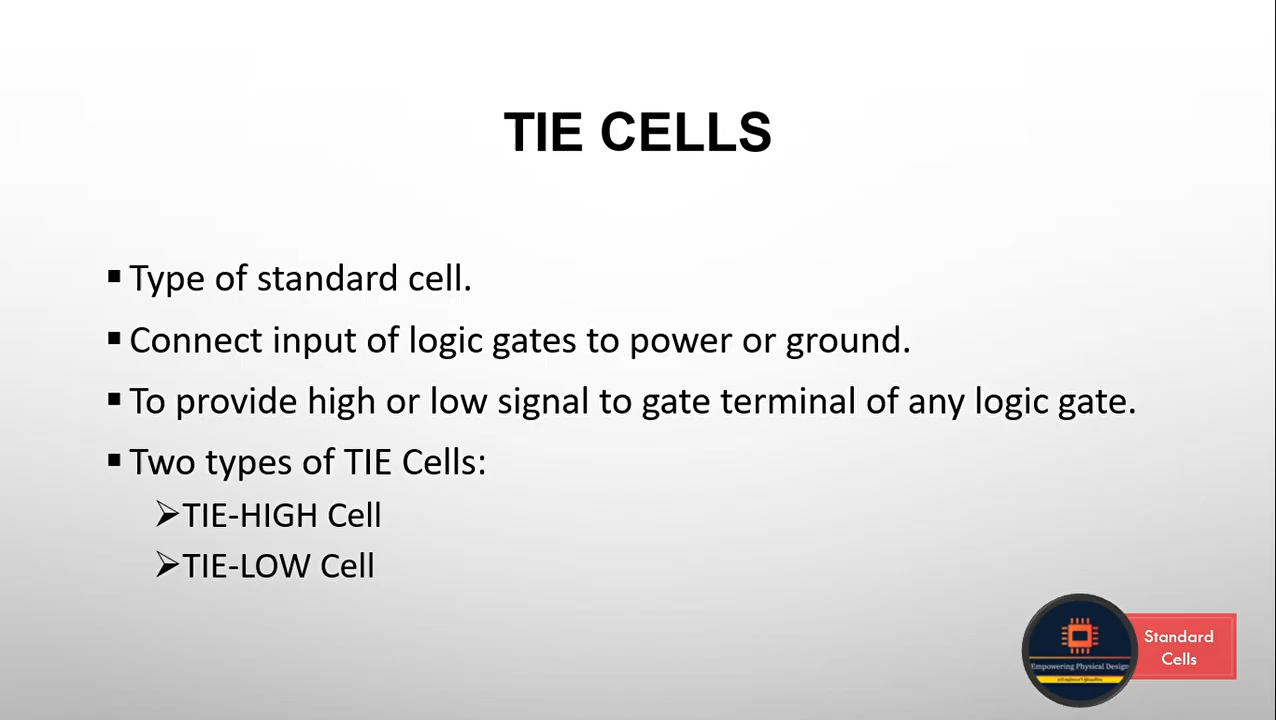 TIE CELLS
▪ Type of standard cell.
▪ Connect input of logic gates to power or ground.
▪ To provide high or low signal to gate terminal of any logic gate.
▪ Two types of TIE Cells:
➢ TIE-HIGH Cell
➢ TIE-LOW Cell
Empowering Physical Design
Standard
Cells